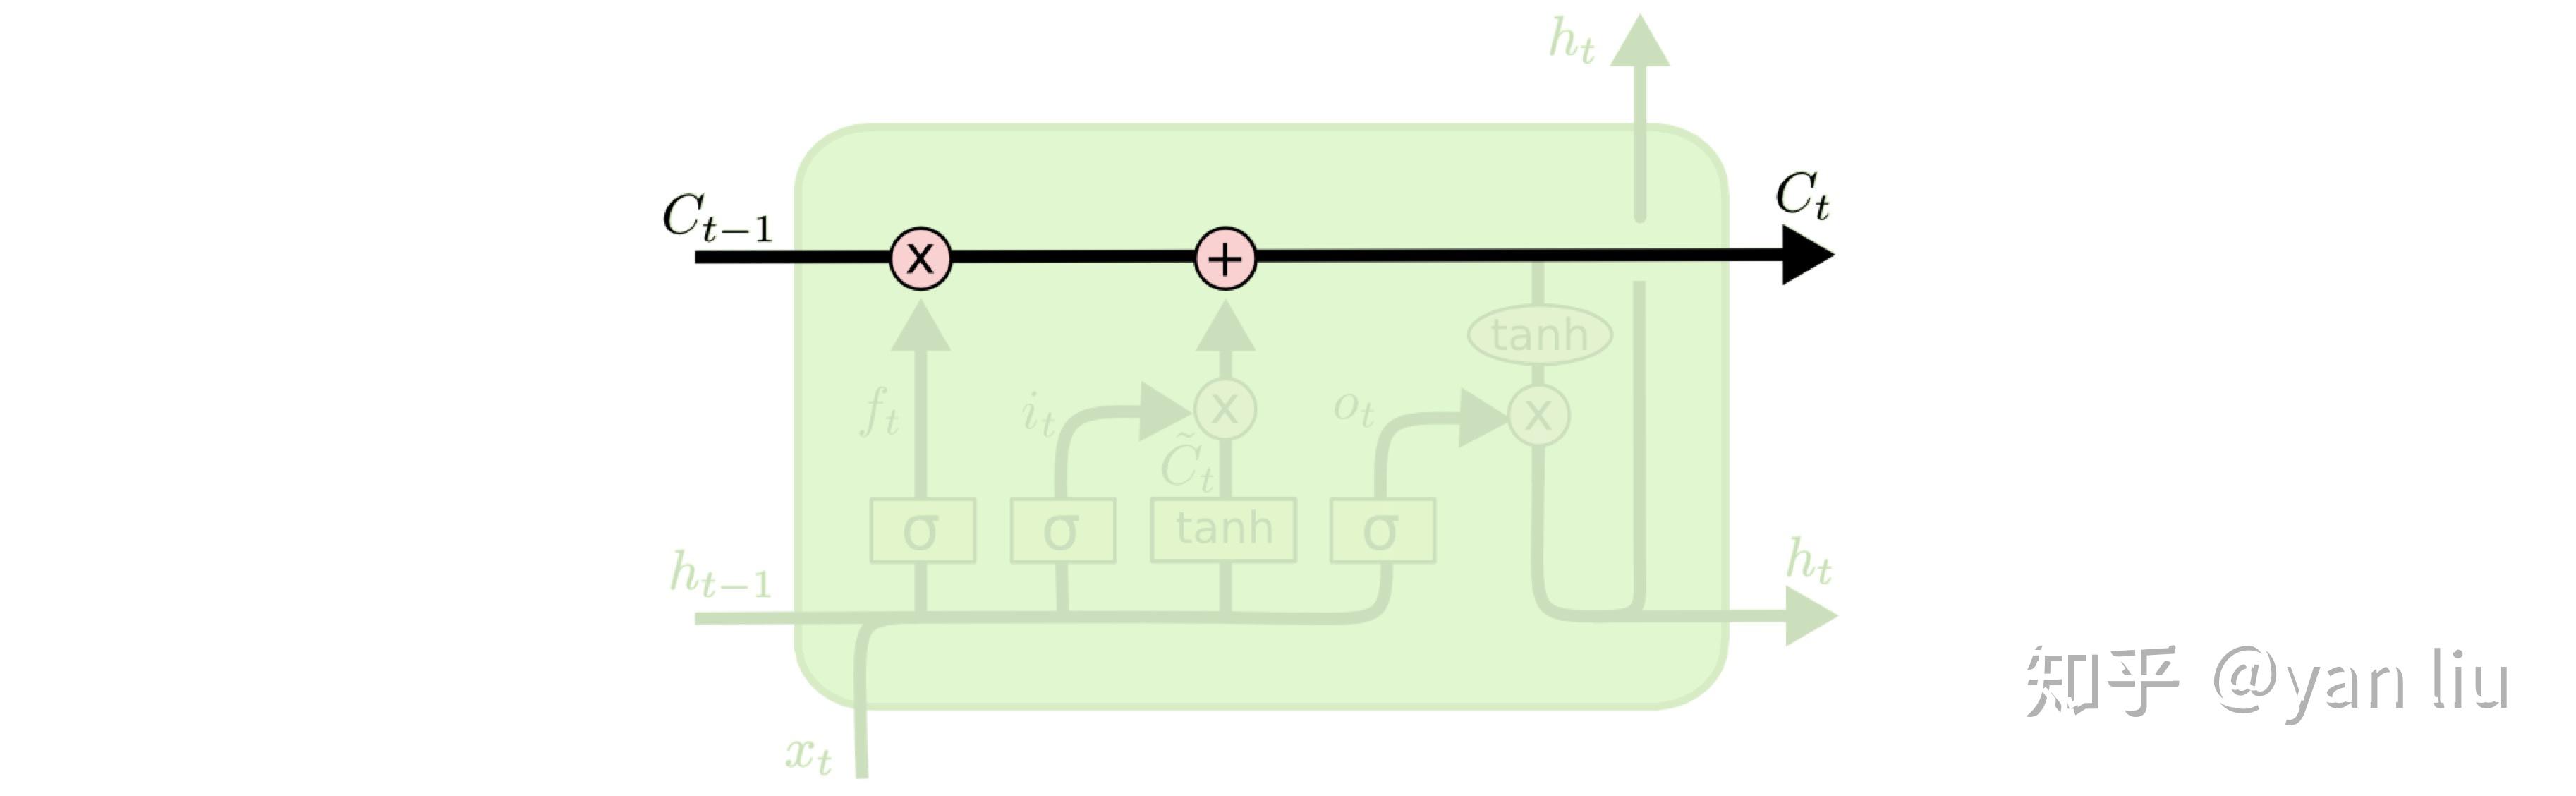 h_t
C_{t-1}
C_t
x
+
tanh
f_t
i_t
x
o_t
x
\tilde{C}_t
σ
σ
tanh
σ
h_{t-1}
h_t
x_t
知乎 @yan liu